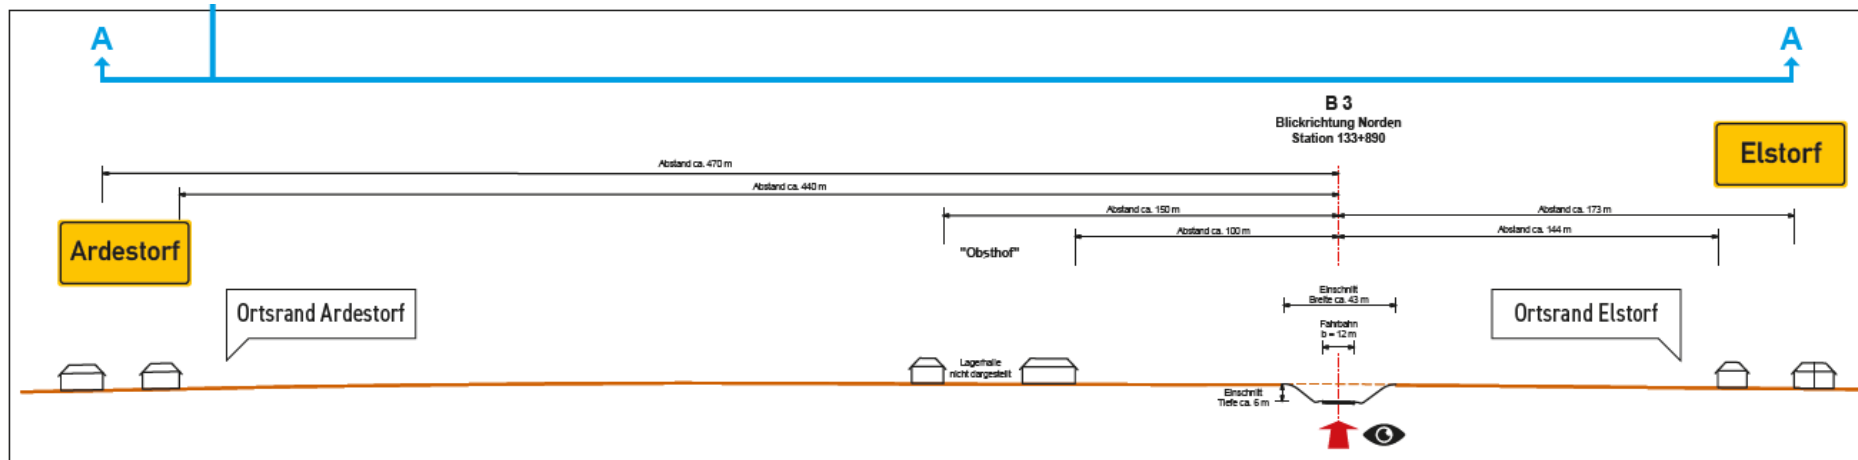 A
A
B 3
Blickrichtung Norden
Station 133+890
Elstorf
Abstand ca. 470 m
Abstand ca. 440 m
Abstand ca. 150 m
Abstand ca. 173 m
Ardestorf
Abstand ca. 100 m
Abstand ca. 144 m
"Obsthof"
Einschnitt
Breite ca. 43 m
Ortsrand Ardestorf
Ortsrand Elstorf
Fahrbahn
b = 12 m
Lagerhalle
nicht dargestellt
Einschnitt
Tiefe ca. 6 m